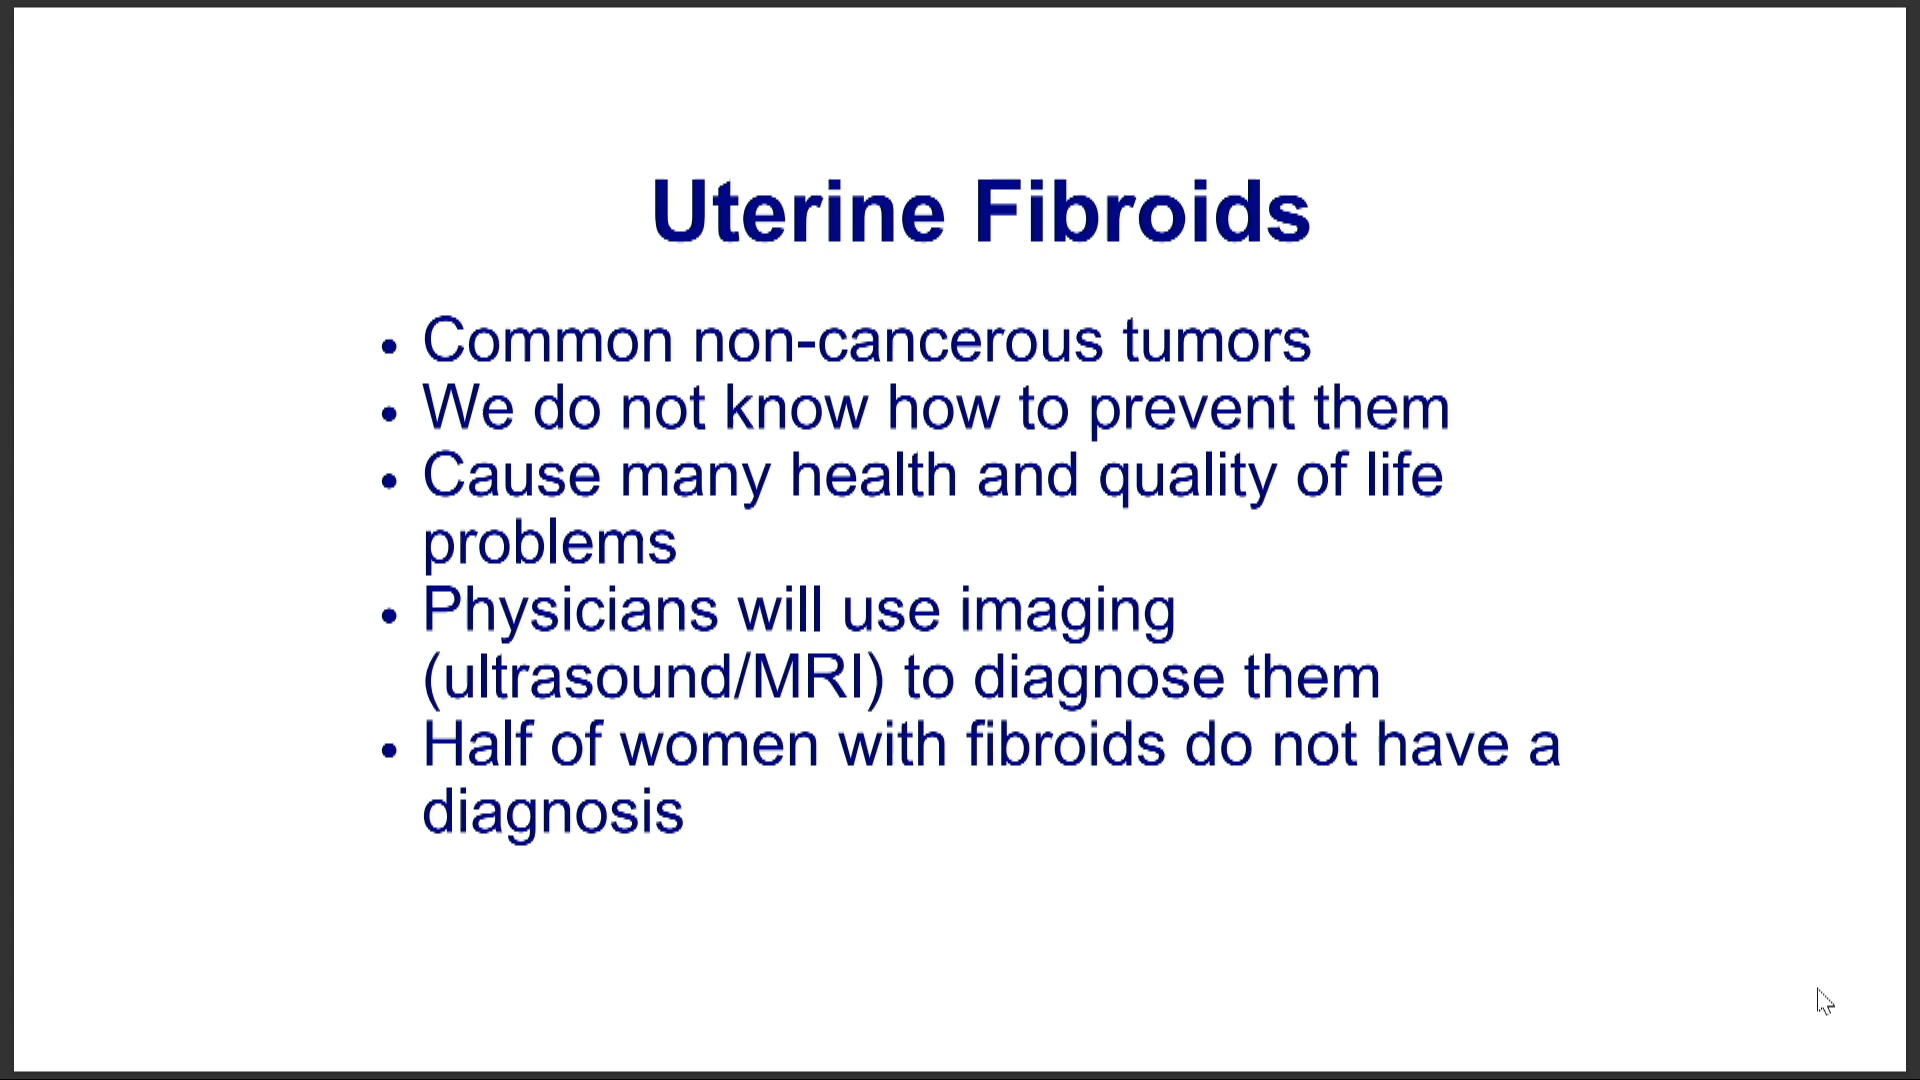 Uterine Fibroids
• Common non-cancerous tumors
• We do not know how to prevent them
• Cause many health and quality of life
problems
• Physicians will use imaging
(ultrasound/MRI) to diagnose them
• Half of women with fibroids do not have a
diagnosis